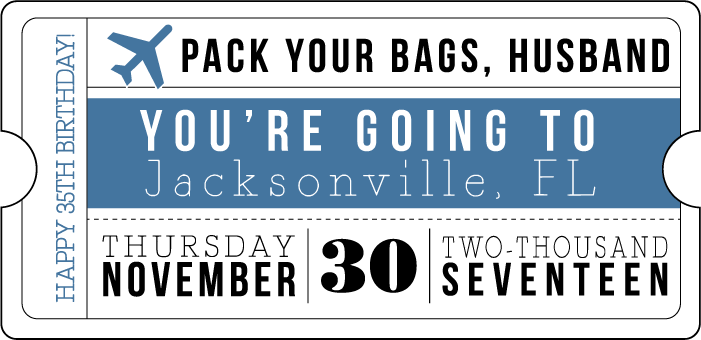 HAPPY 35TH BIRTHDAY!
PACK YOUR BAGS, HUSBAND
YOU'RE GOING TO
Jacksonville, FL
THURSDAY
NOVEMBER
30
TWO-THOUSAND
SEVENTEEN